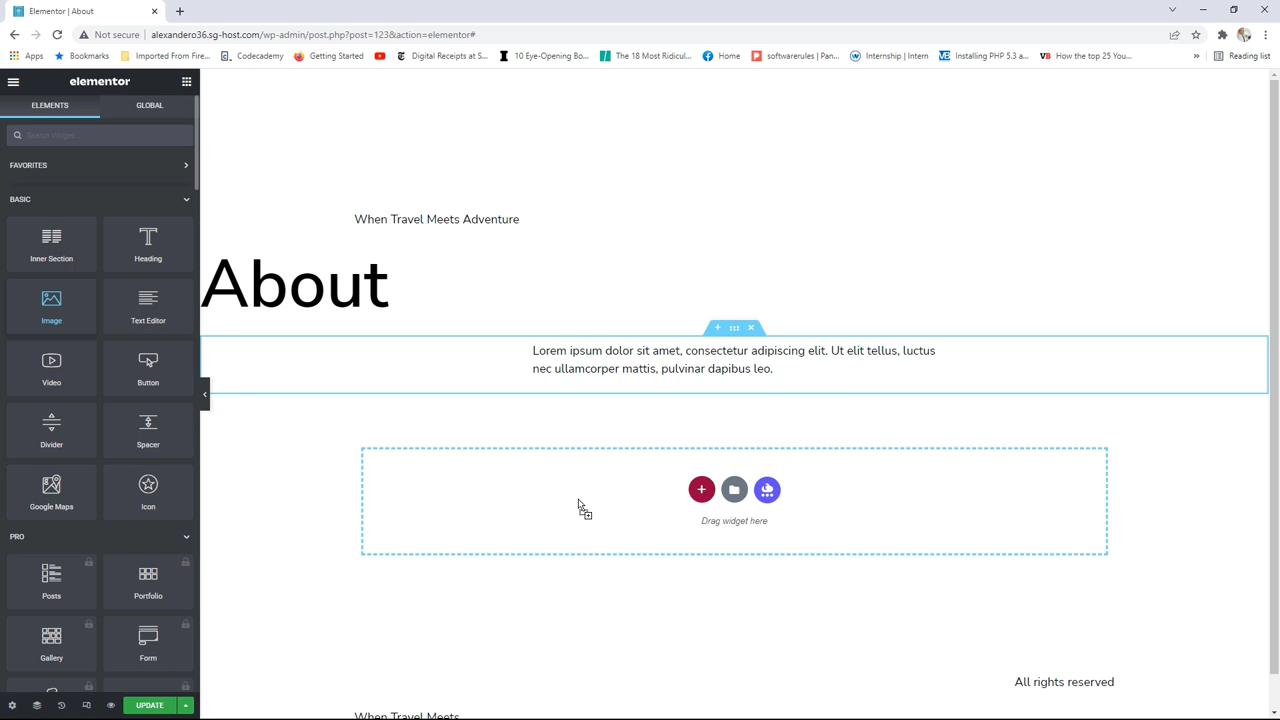 Elementor | About
Not secure
alexandero36.sg-host.com/wp-admin/post.php?post=123&action=elementor#
Apps
Bookmarks
Imported From Fire...
Codecademy
Getting Started
Digital Receipts at S...
10 Eye-Opening Bo...
The 18 Most Ridicul...
Home
softwarerules | Pan...
Internship | Intern
Installing PHP 5.3 a...
How the top 25 You...
»
Reading list
elementor
ELEMENTS
GLOBAL
Search Widget...
FAVORITES
BASIC
Inner Section
Heading
Image
Text Editor
Video
Button
Divider
Spacer
Google Maps
Icon
PRO
Posts
Portfolio
Gallery
Form
UPDATE
When Travel Meets Adventure
About
Lorem ipsum dolor sit amet, consectetur adipiscing elit. Ut elit tellus, luctus
nec ullamcorper mattis, pulvinar dapibus leo.
Drag widget here
All rights reserved
When Travel Meets